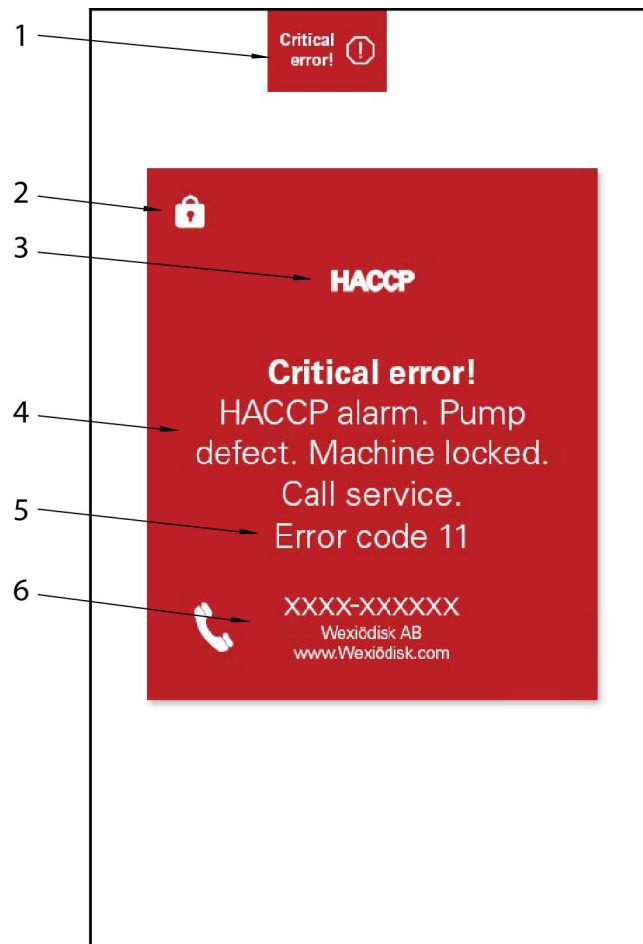 1
Critical
error!
2
3
HACCP
Critical error!
4
HACCP alarm. Pump
defect. Machine locked.
Call service.
5
Error code 11
6
XXXX-XXXXXX
Wexiödisk AB
www.Wexiödisk.com